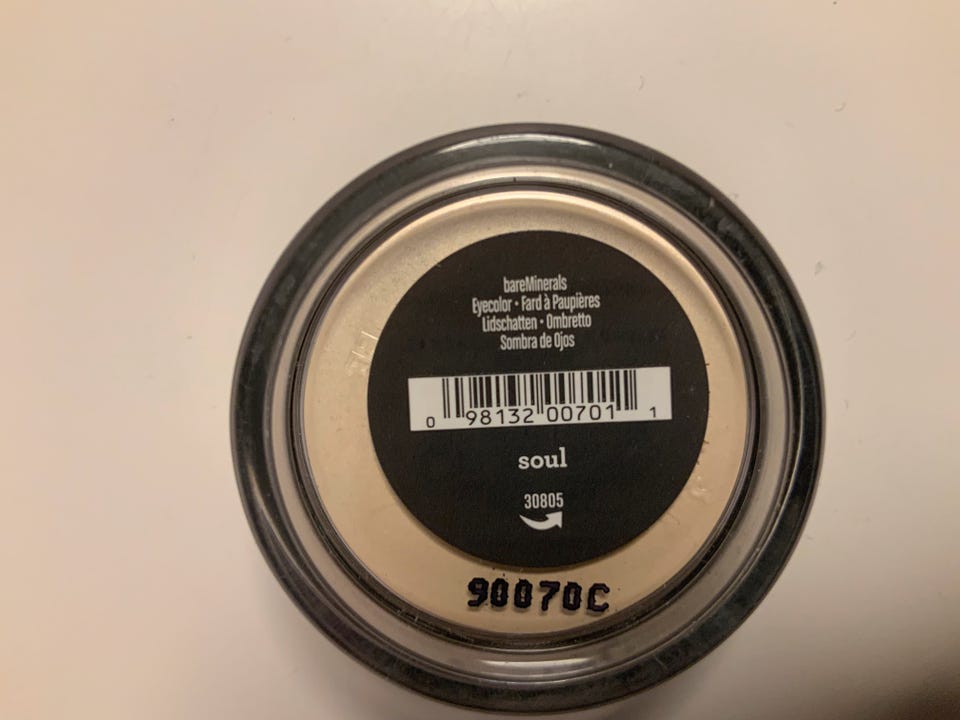 bareMinerals
Eyecolor • Fard à Paupières
Lidschatten • Ombretto
Sombra de Ojos
0 98132 00701 1
soul
30805
90070C